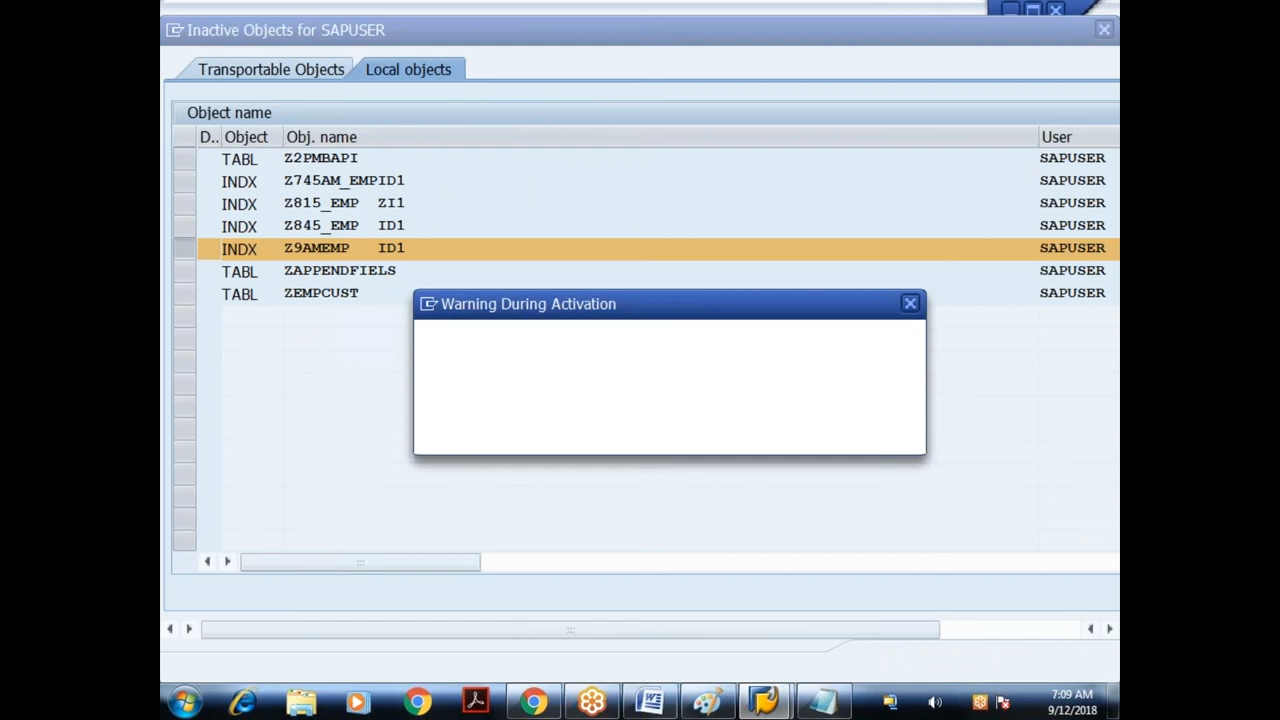 Inactive Objects for SAPUSER
Transportable Objects Local objects
Object name
D.. Object Obj. name User
TABL Z2PMBAPI SAPUSER
INDX Z745AM_EMPID1 SAPUSER
INDX Z815_EMP ZI1 SAPUSER
INDX Z845_EMP ID1 SAPUSER
INDX Z9AMEMP ID1 SAPUSER
TABL ZAPPENDFIELS SAPUSER
TABL ZEMPCUST SAPUSER
Warning During Activation
7:09 AM
9/12/2018